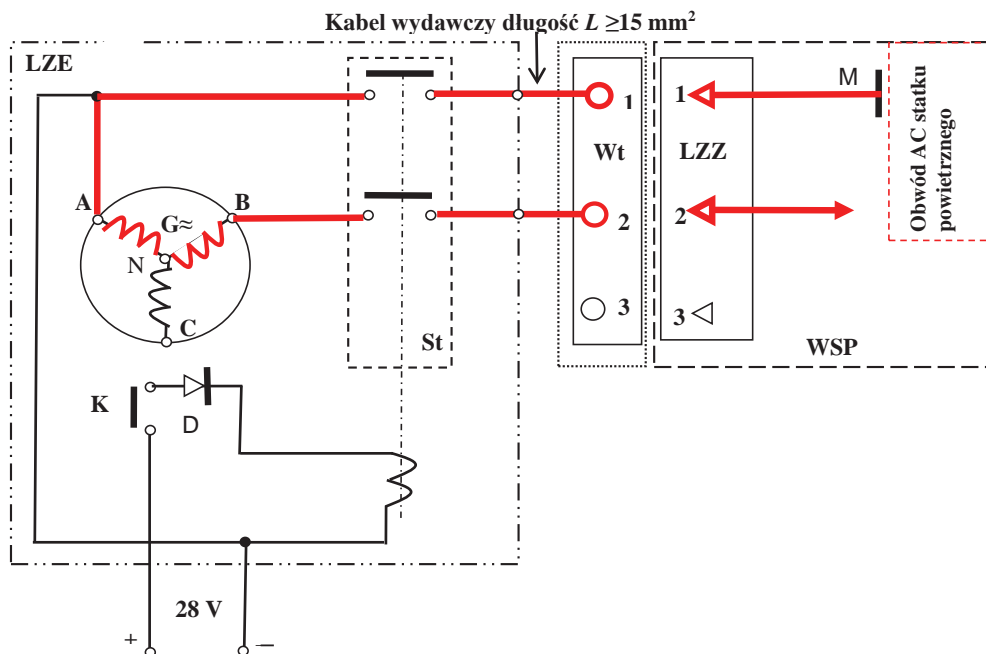 Kabel wydawczy długość L ≥15 mm²
LZE
A
B
G≈
N
C
St
K
D
28 V
+
−
1
Wt
2
3
1
LZZ
2
3
M
Obwód AC statku
powietrznego
WSP